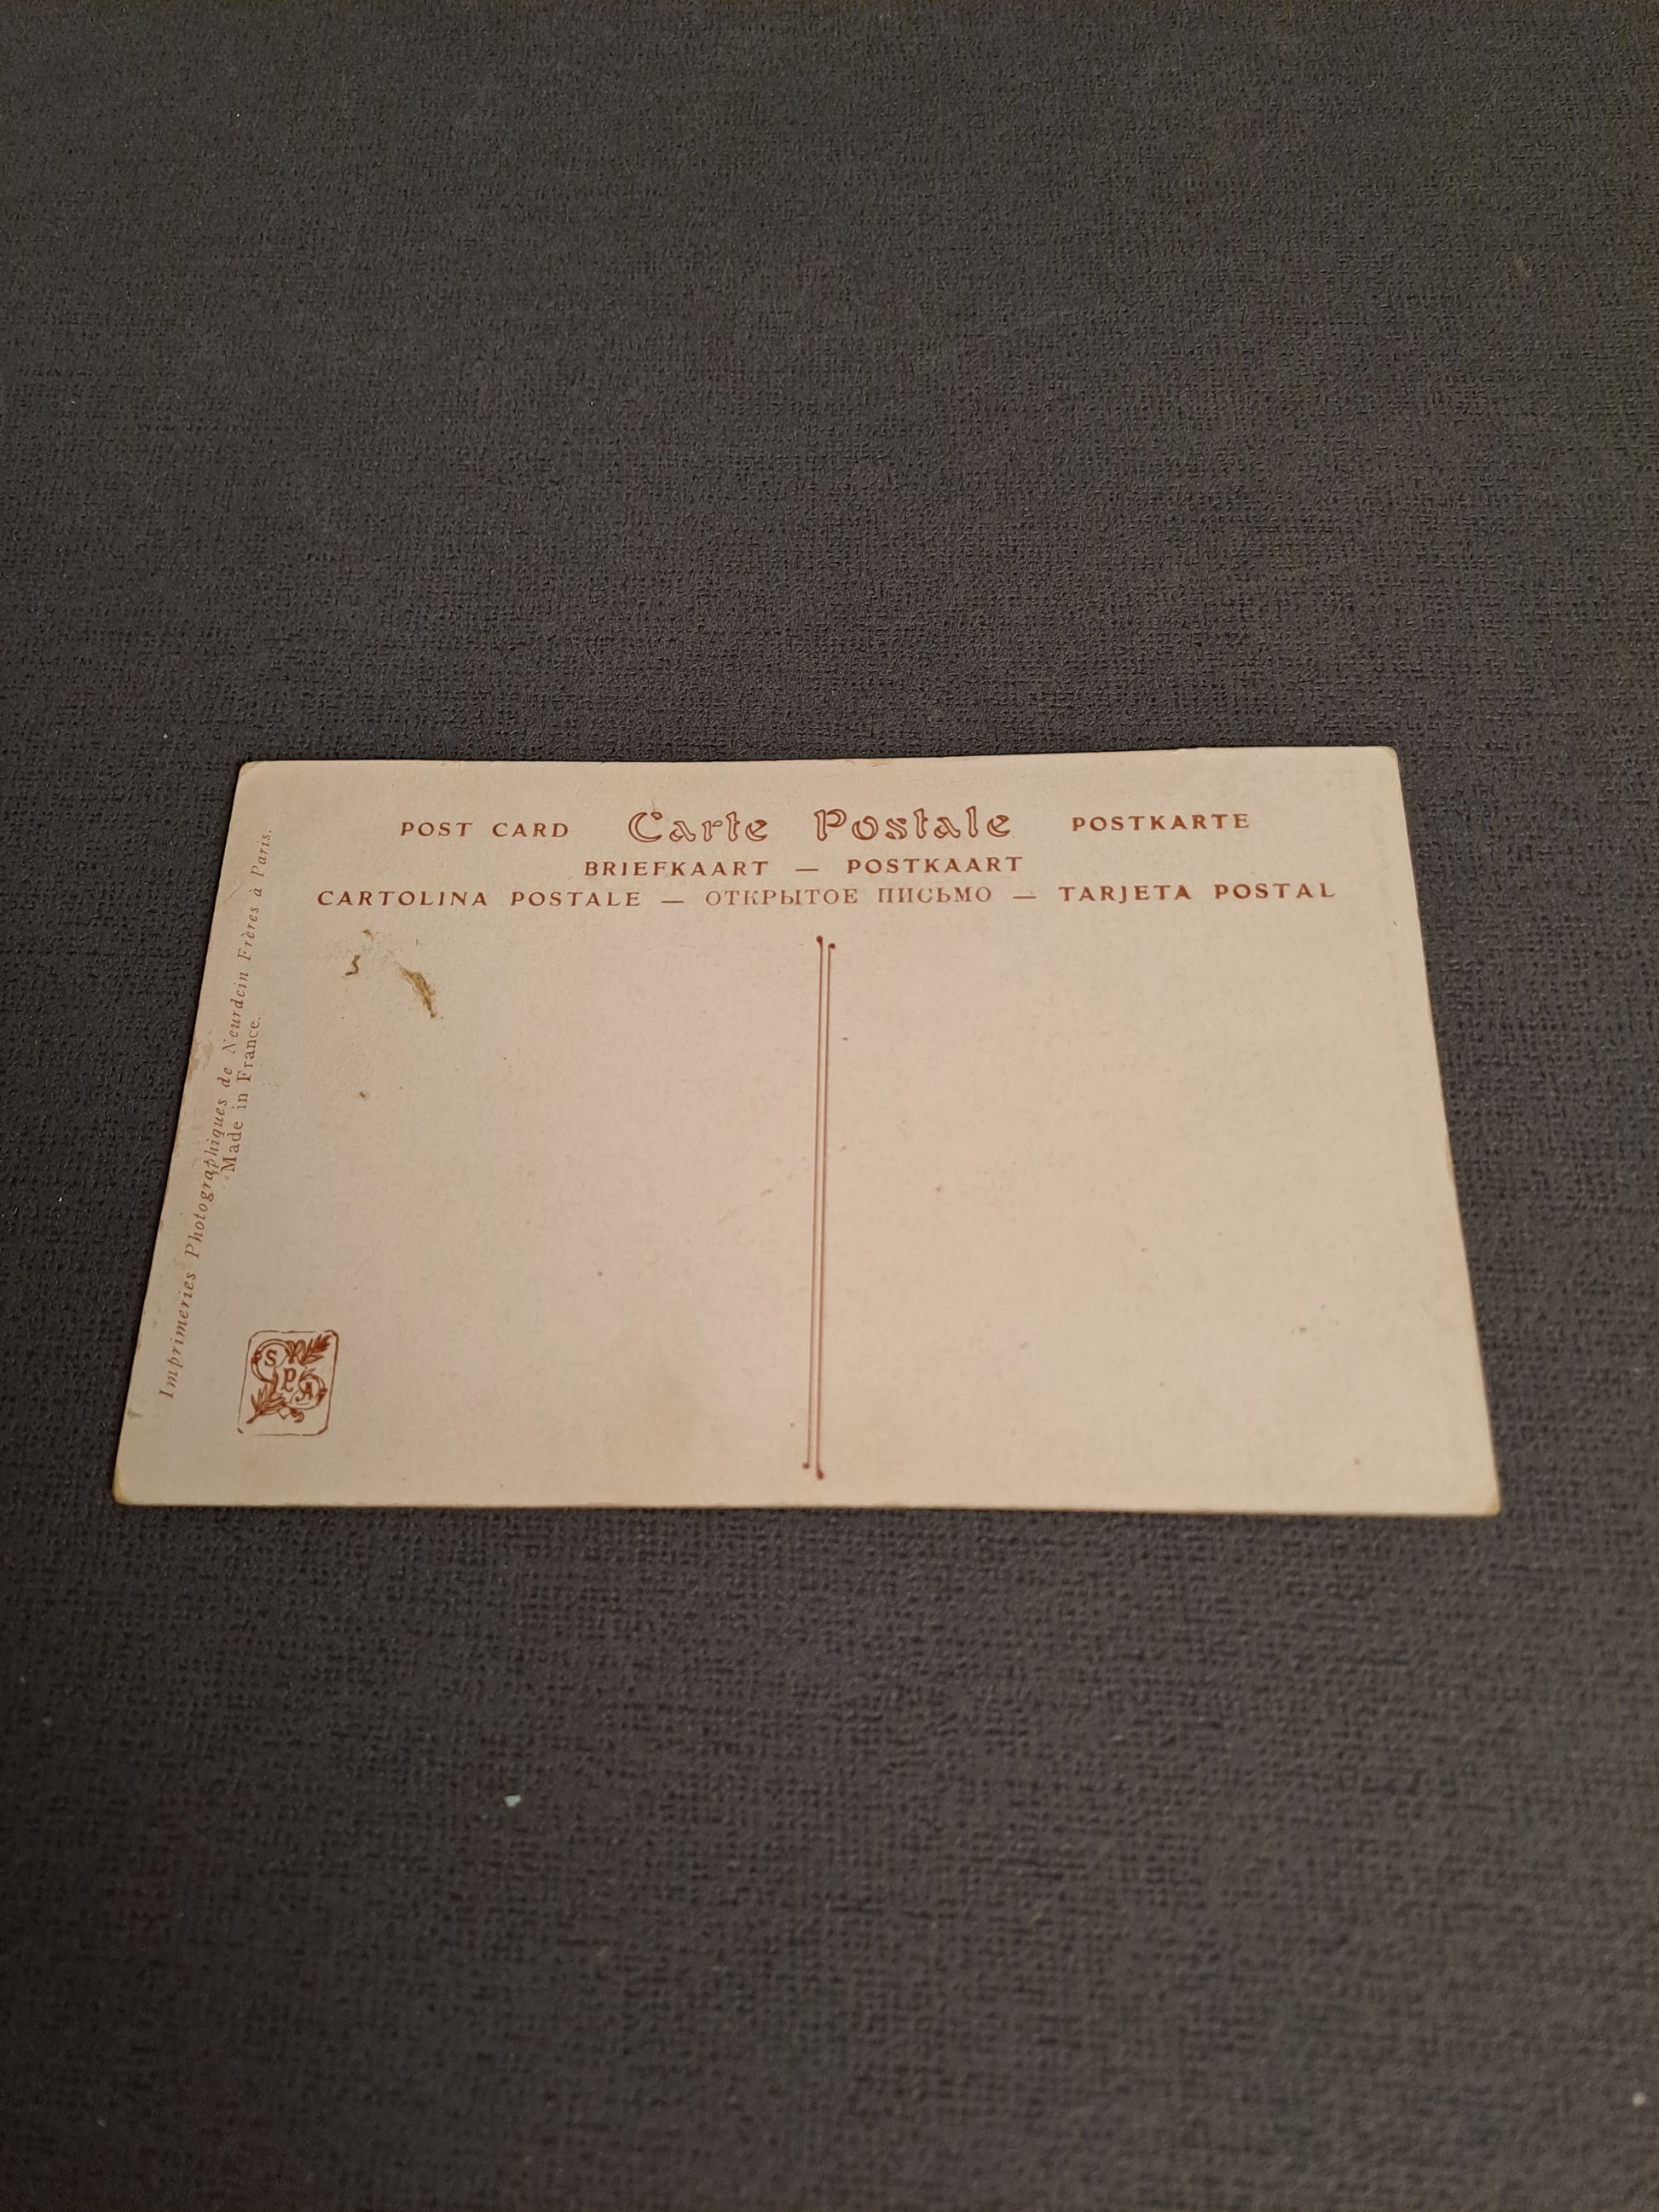 POST CARD Carte Postale POSTKARTE
BRIEFKAART — POSTKAART
CARTOLINA POSTALE — ОТКРЫТОЕ ПИСЬМО — TARJETA POSTAL
Imprimeries Photographiques de Neurdein Frères à Paris.
Made in France.
S
P
A